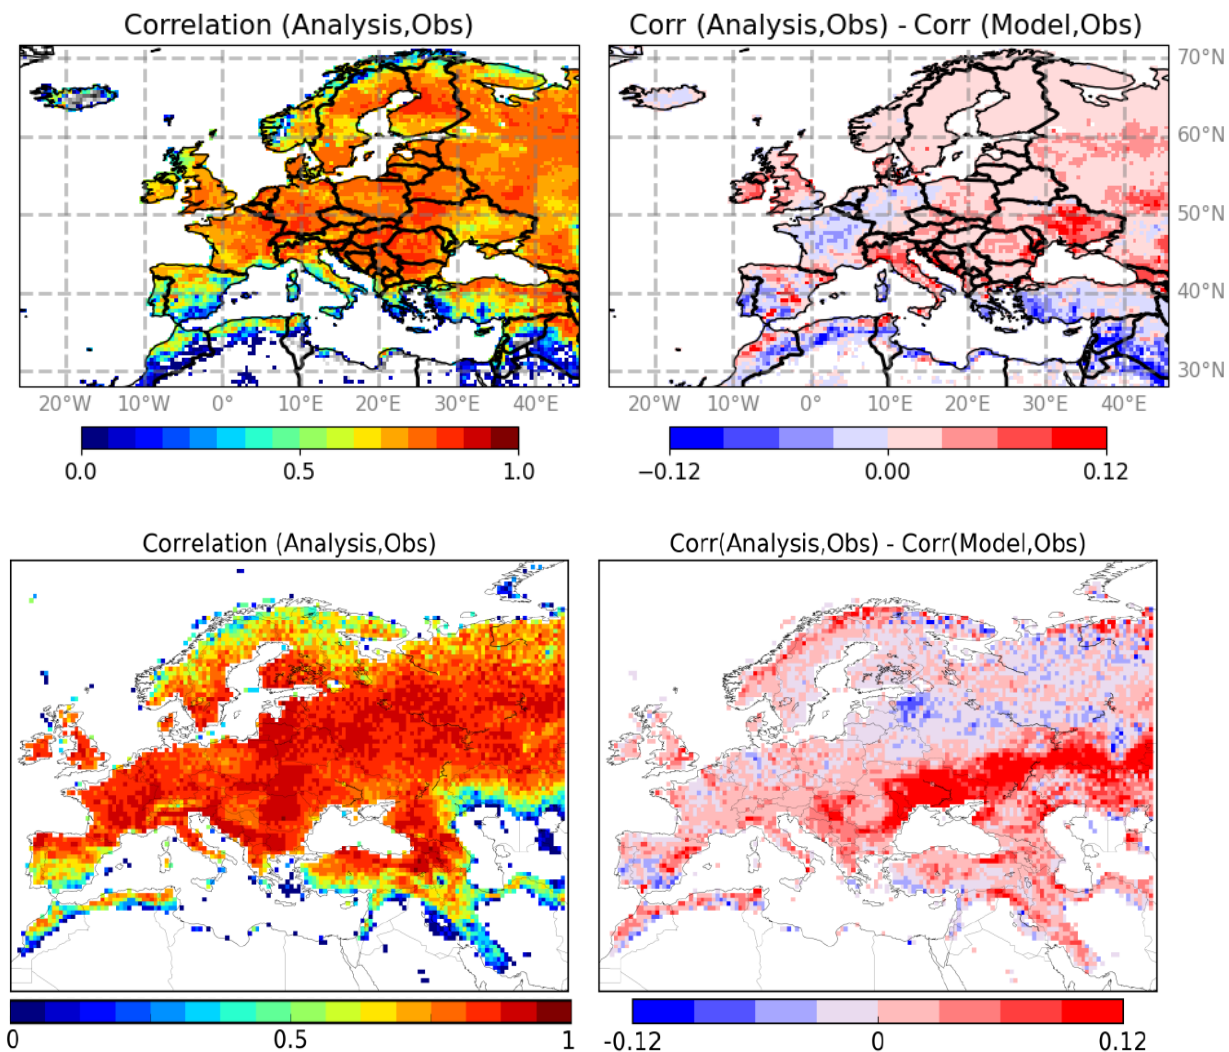 Correlation (Analysis,Obs)
Corr (Analysis,Obs) - Corr (Model,Obs)
70°N
60°N
50°N
40°N
30°N
20°W 10°W 0° 10°E 20°E 30°E 40°E
20°W 10°W 0° 10°E 20°E 30°E 40°E
0.0 0.5 1.0
−0.12 0.00 0.12
Correlation (Analysis,Obs)
Corr(Analysis,Obs) - Corr(Model,Obs)
0 0.5 1
-0.12 0 0.12